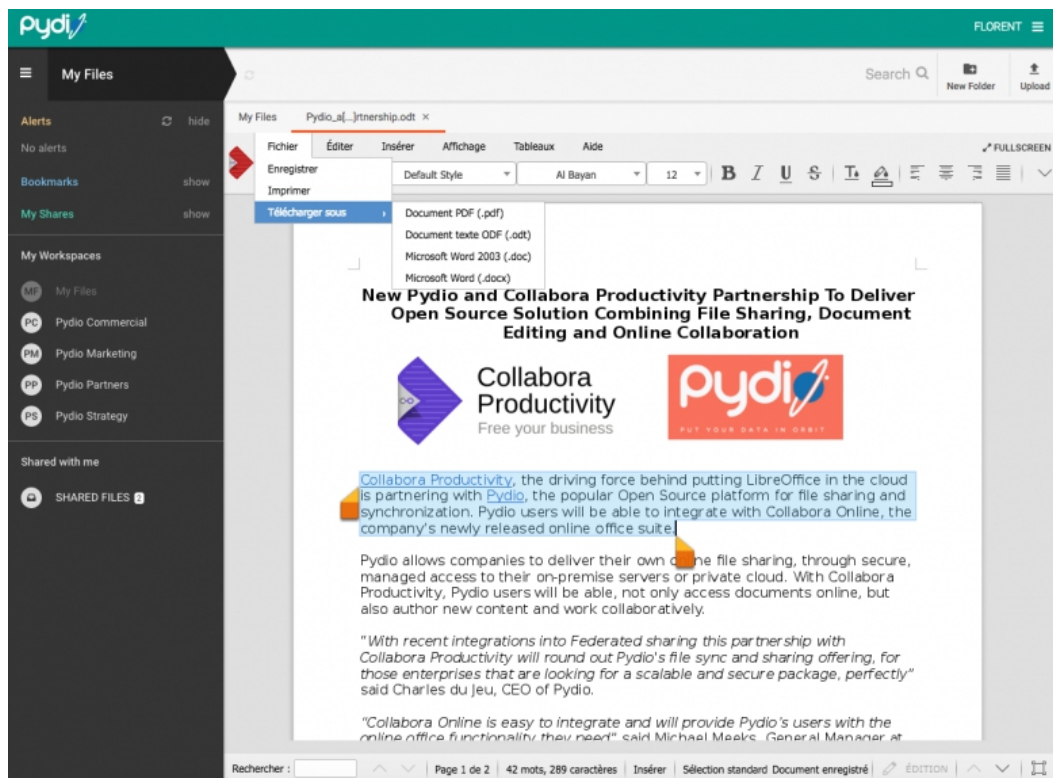 pydio
FLORENT
My Files
Search
New Folder
Upload
Alerts
hide
No alerts
Bookmarks
show
My Shares
show
My Workspaces
MF My Files
PC Pydio Commercial
PM Pydio Marketing
PP Pydio Partners
PS Pydio Strategy
Shared with me
SHARED FILES 2
My Files Pydio_a[...]rtnership.odt ×
Fichier Éditer Insérer Affichage Tableaux Aide
FULLSCREEN
Enregistrer
Imprimer
Télécharger sous
Default Style Al Bayan 12 B I U S
Document PDF (.pdf)
Document texte ODF (.odt)
Microsoft Word 2003 (.doc)
Microsoft Word (.docx)
New Pydio and Collabora Productivity Partnership To Deliver
Open Source Solution Combining File Sharing, Document
Editing and Online Collaboration
Collabora
Productivity
Free your business
pydio
PUT YOUR DATA IN ORBIT
Collabora Productivity, the driving force behind putting LibreOffice in the cloud
is partnering with Pydio, the popular Open Source platform for file sharing and
synchronization. Pydio users will be able to integrate with Collabora Online, the
company's newly released online office suite.
Pydio allows companies to deliver their own online file sharing, through secure,
managed access to their on-premise servers or private cloud. With Collabora
Productivity, Pydio users will be able, not only access documents online, but
also author new content and work collaboratively.
"With recent integrations into Federated sharing this partnership with
Collabora Productivity will round out Pydio's file sync and sharing offering, for
those enterprises that are looking for a scalable and secure package, perfectly"
said Charles du Jeu, CEO of Pydio.
"Collabora Online is easy to integrate and will provide Pydio's users with the
online office functionality they need" said Michael Meeks, General Manager at
Rechercher : Page 1 de 2 42 mots, 289 caractères Insérer Sélection standard Document enregistré ÉDITION